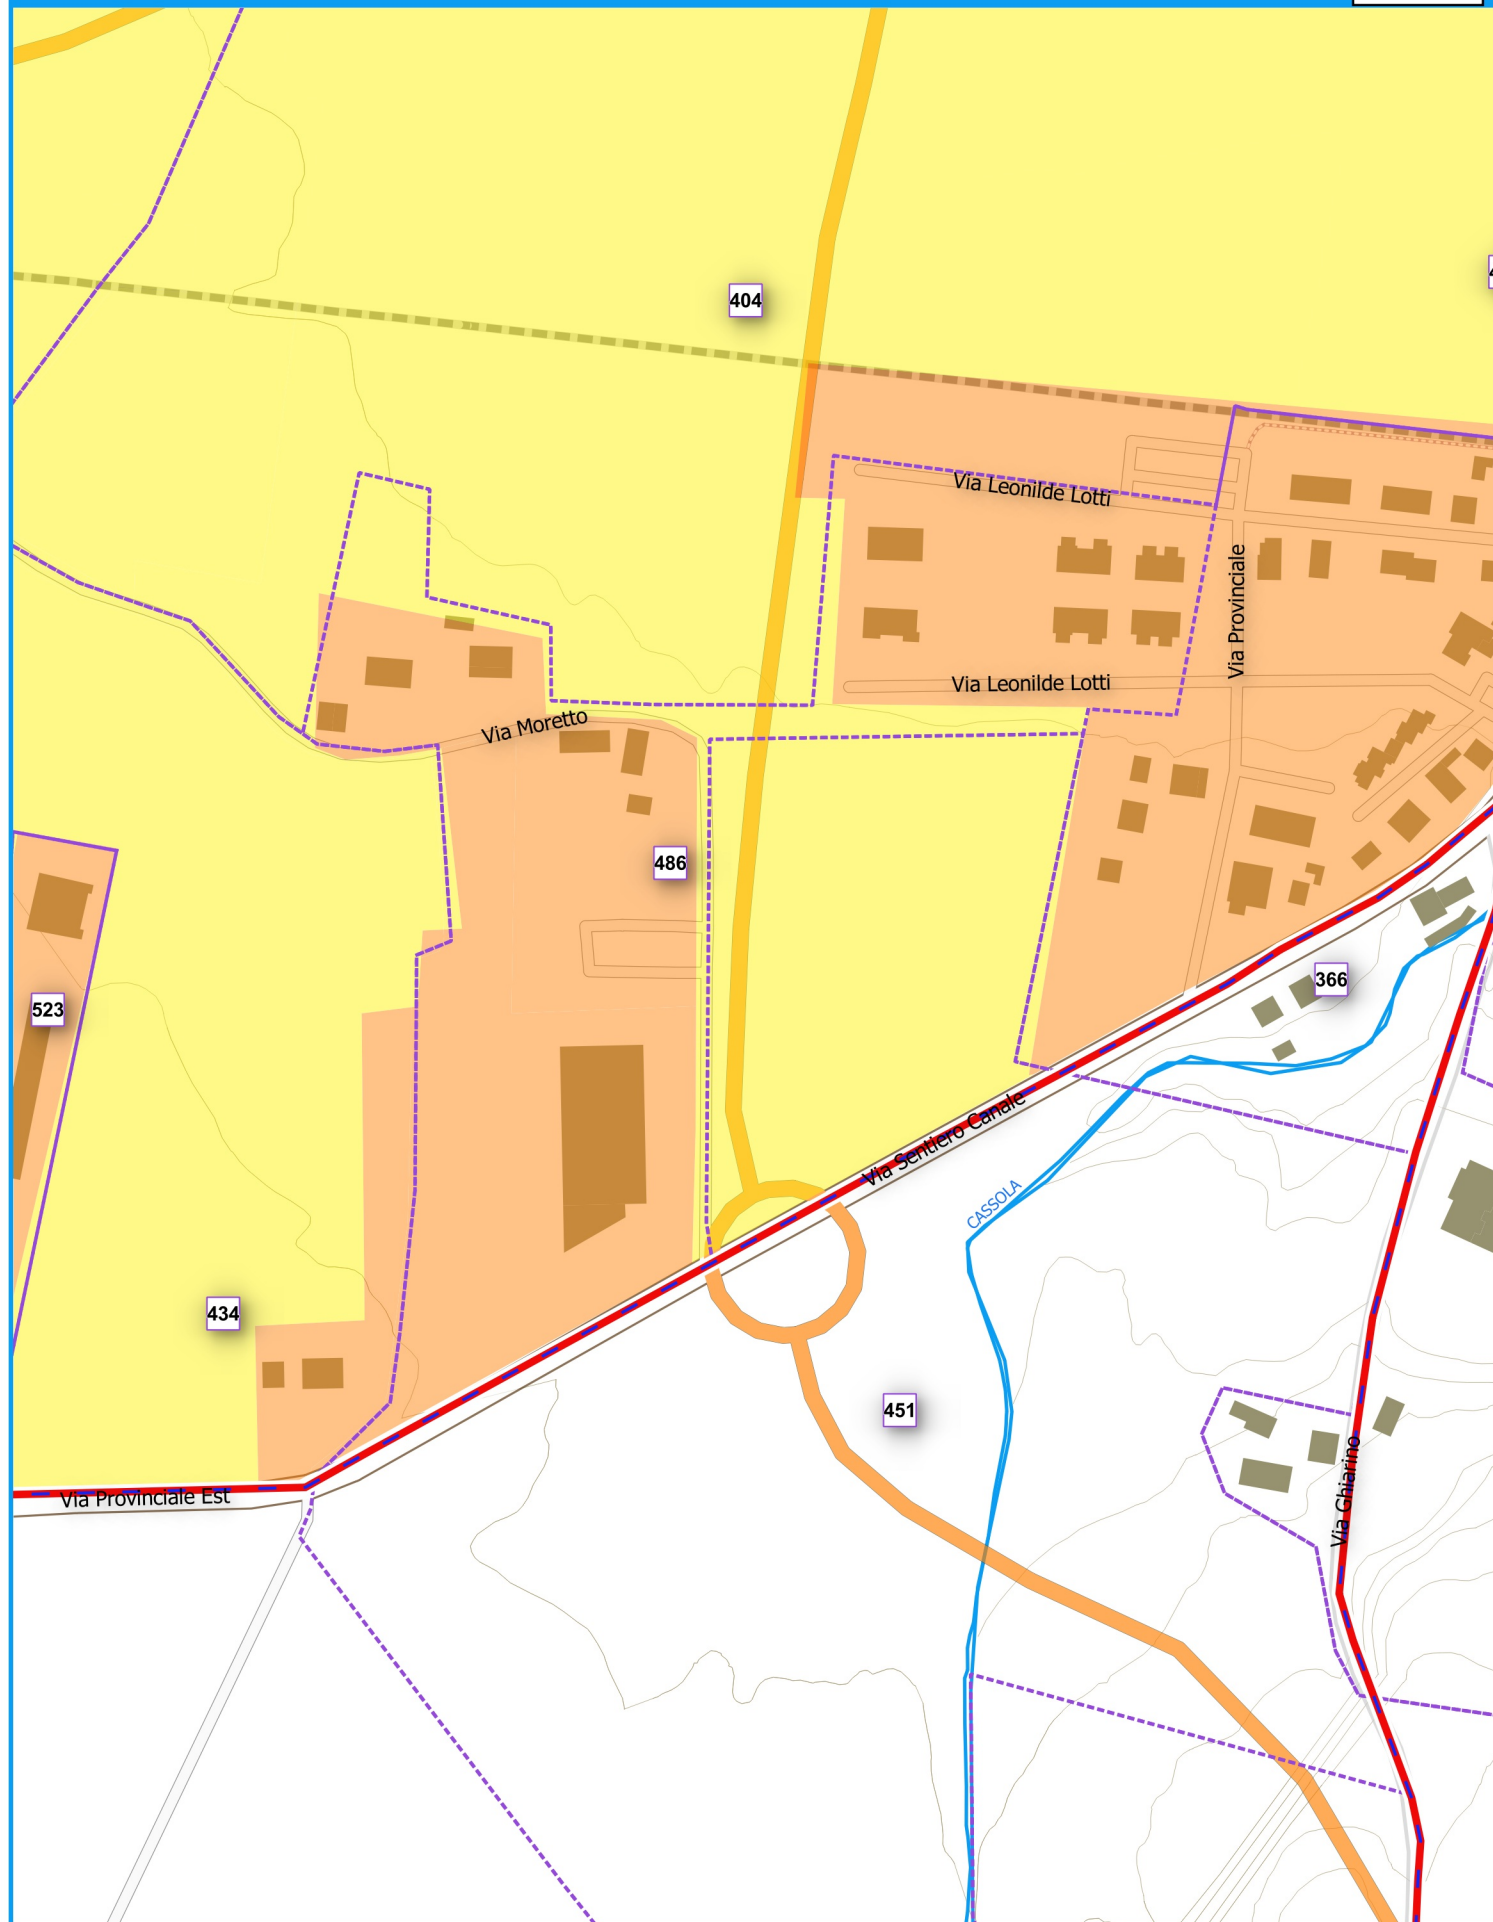 404
Via Leonilde Lotti
Via Provinciale
Via Leonilde Lotti
Via Moretto
486
366
523
Via Sentiero Canale
CASSOLA
434
451
Via Ghiarino
Via Provinciale Est